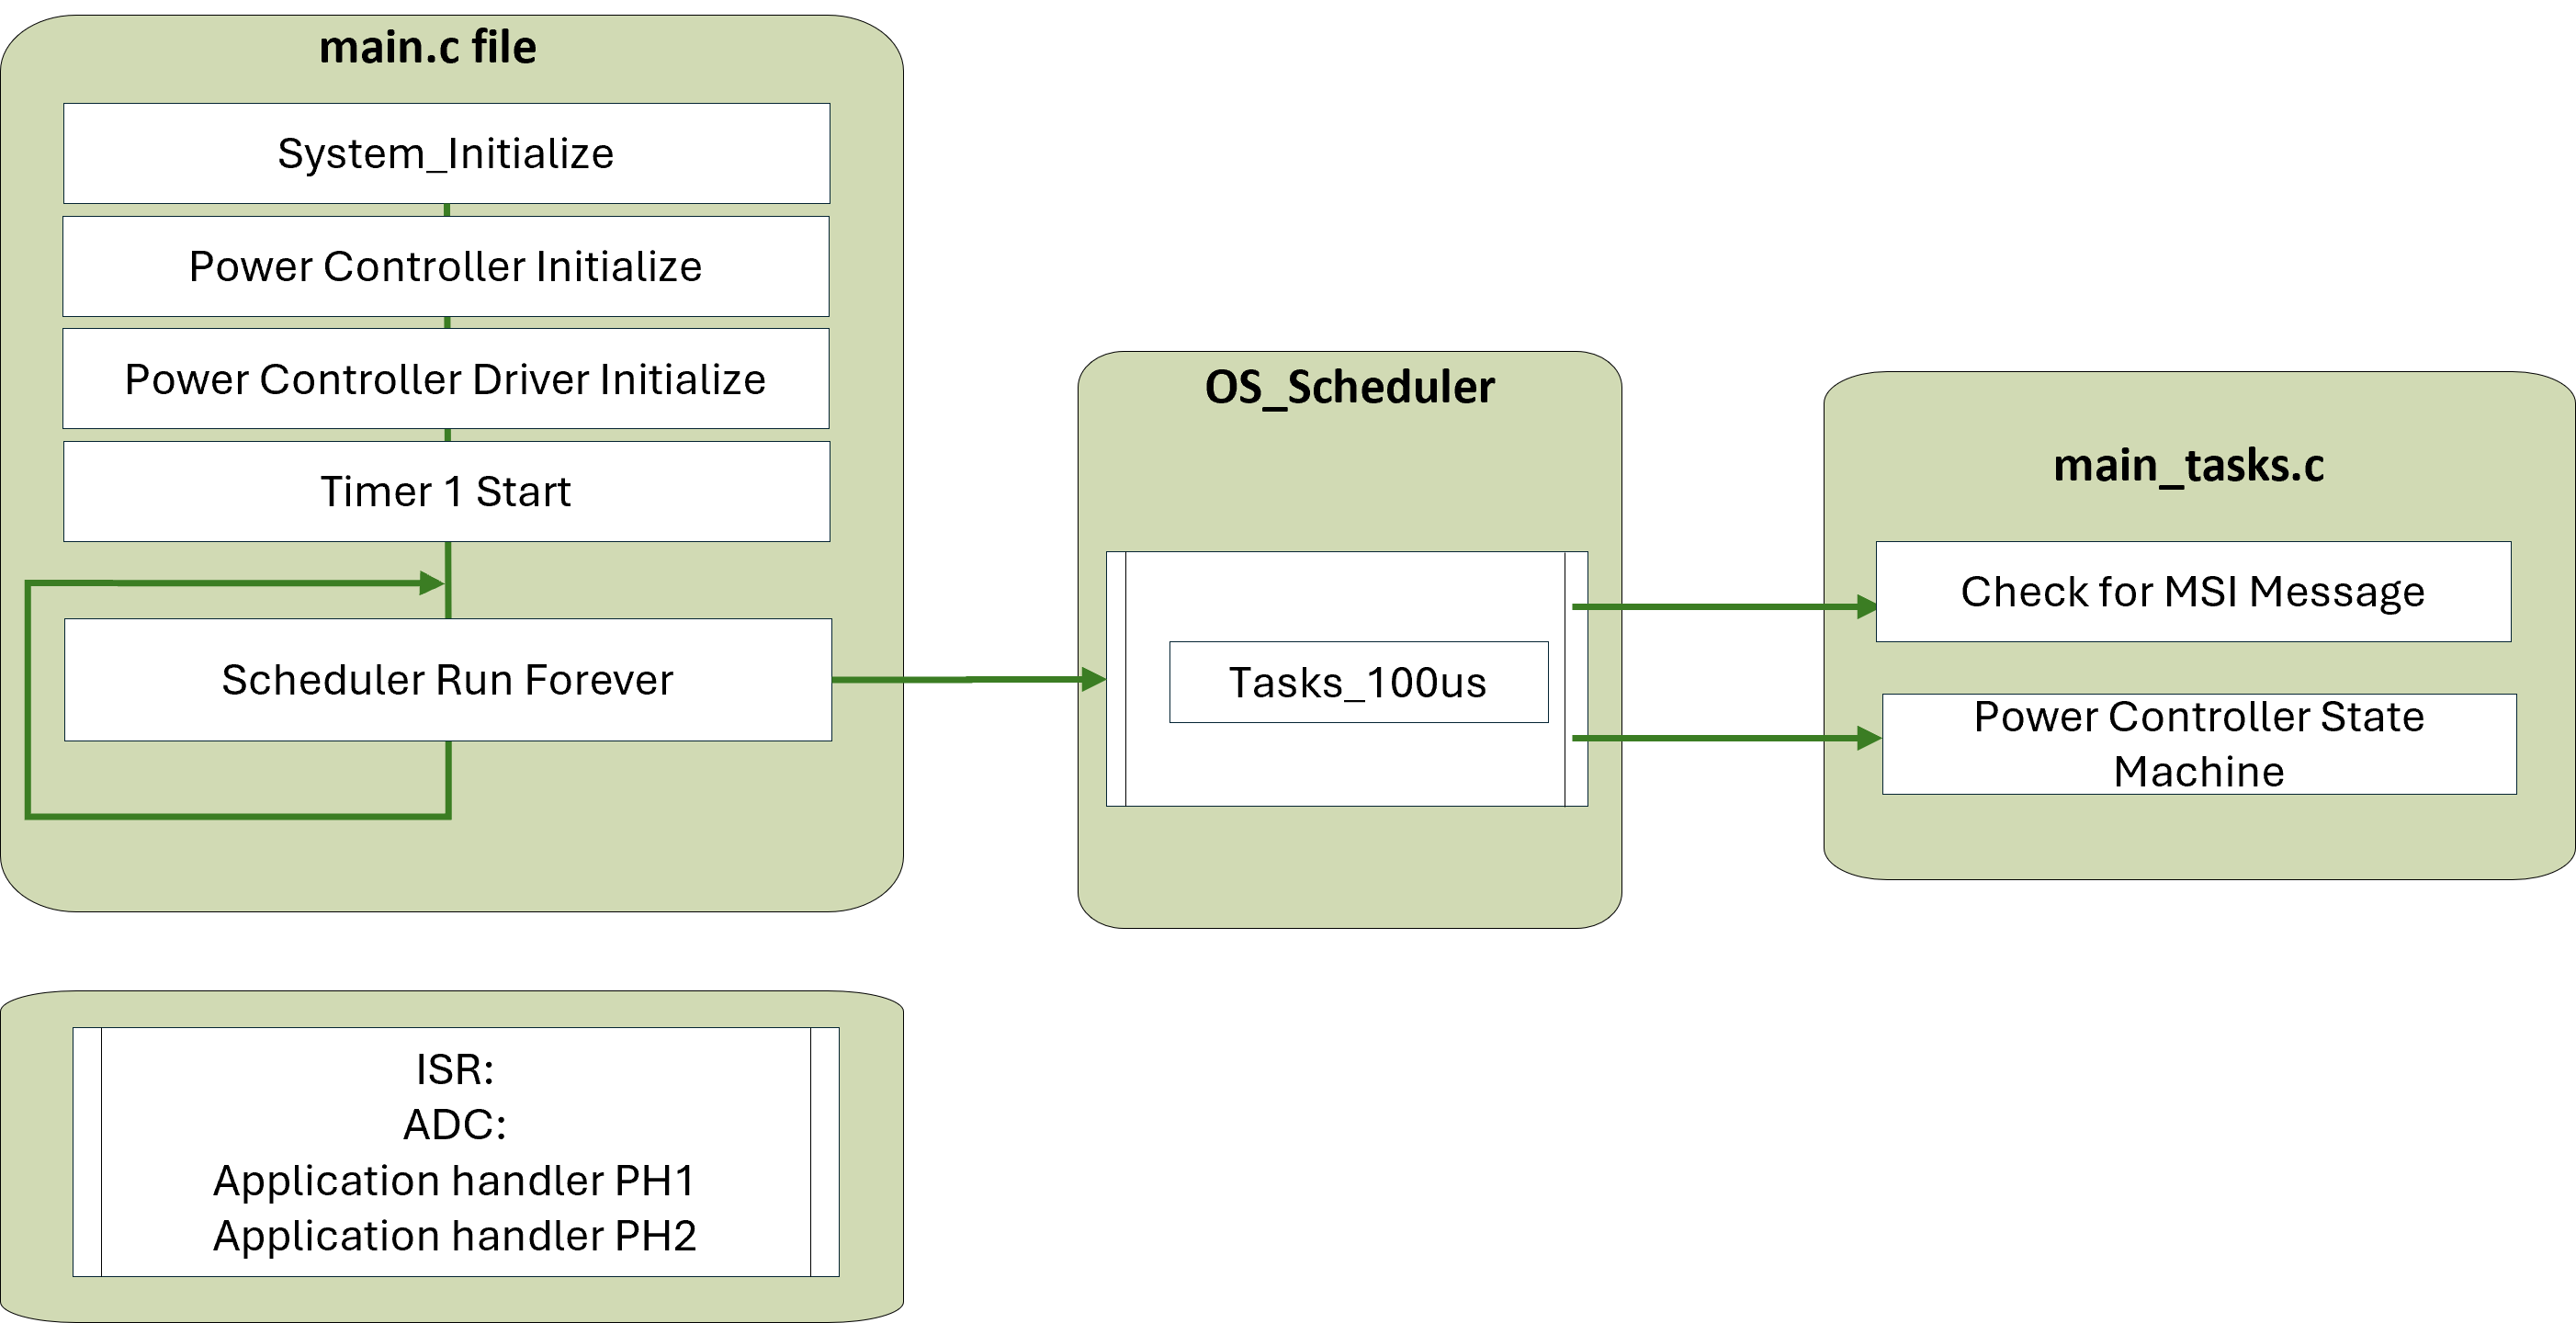 main.c file
System_Initialize
Power Controller Initialize
Power Controller Driver Initialize
Timer 1 Start
Scheduler Run Forever
OS_Scheduler
Tasks_100us
main_tasks.c
Check for MSI Message
Power Controller State
Machine
ISR:
ADC:
Application handler PH1
Application handler PH2